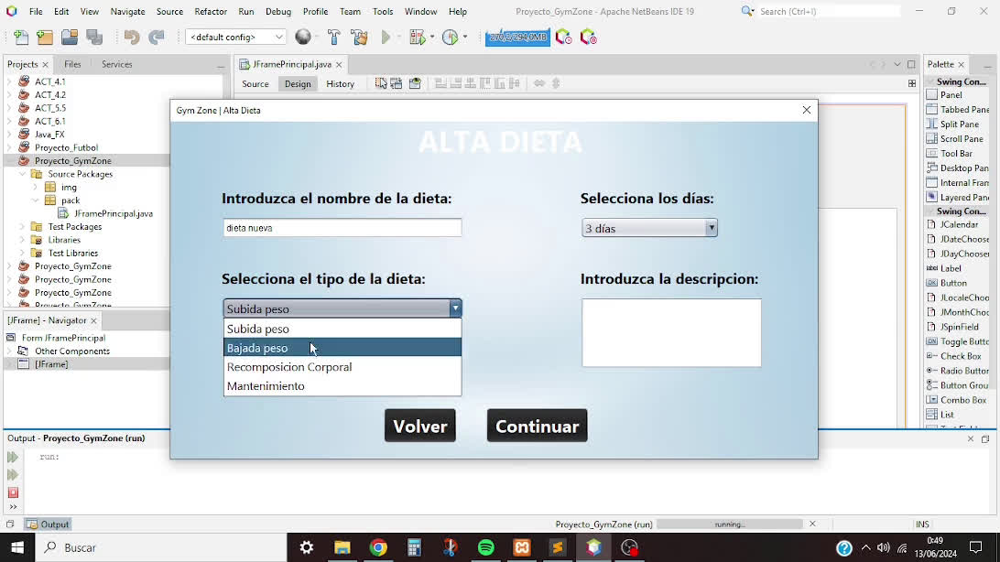 File Edit View Navigate Source Refactor Run Debug Profile Team Tools Window Help
Proyecto_GymZone - Apache NetBeans IDE 19
Search (Ctrl+I)
<default config>
270,2/294,0MB
Projects Files Services
JFramePrincipal.java
Palette
Source Design History
ACT_4.1
ACT_4.2
ACT_5.5
ACT_6.1
Java_FX
Proyecto_Futbol
Proyecto_GymZone
Source Packages
img
pack
JFramePrincipal.java
Test Packages
Libraries
Test Libraries
Proyecto_GymZone
Proyecto_GymZone
Proyecto_GymZone
Proyecto_GymZone
[JFrame] - Navigator
Form JFramePrincipal
Other Components
[JFrame]
Gym Zone | Alta Dieta
ALTA DIETA
Introduzca el nombre de la dieta:
Selecciona los días:
dieta nueva
3 días
Selecciona el tipo de la dieta:
Introduzca la descripcion:
Subida peso
Subida peso
Bajada peso
Recomposicion Corporal
Mantenimiento
Volver
Continuar
Swing Con...
Panel
Tabbed Pane
Split Pane
Scroll Pane
Tool Bar
Desktop Pan
Internal Fram
Layered Pane
Swing Con...
JCalendar
JDateChoose
JDayChooser
label Label
OK Button
JLocaleChoo
JMonthChoo
JSpinField
ON Toggle Butto
Check Box
Radio Button
Button Grou
Combo Box
List
Output - Proyecto_GymZone (run)
run:
Output
Proyecto_GymZone (run)
running...
INS
Buscar
0:49
13/06/2024